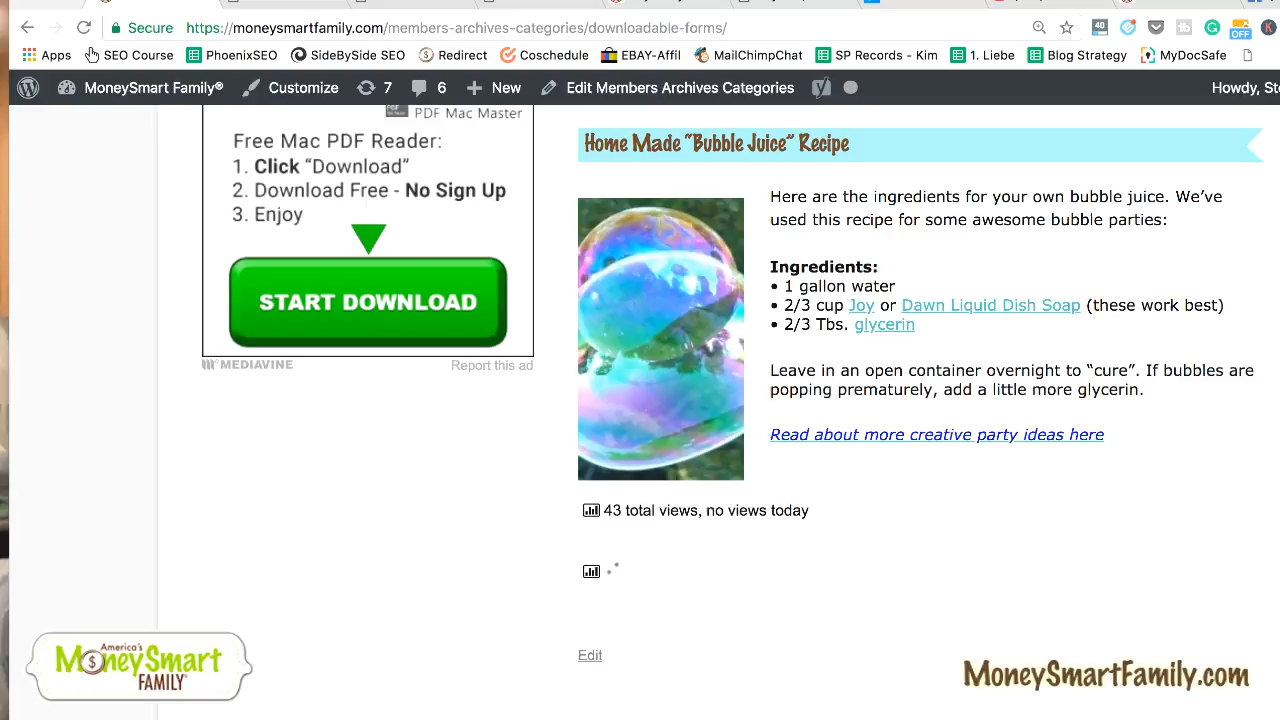 Secure https://moneysmartfamily.com/members-archives-categories/downloadable-forms/
40
OFF
K
Apps SEO Course PhoenixSEO SideBySide SEO Redirect Coschedule EBAY-Affil MailChimpChat SP Records - Kim 1. Liebe Blog Strategy MyDocSafe
MoneySmart Family® Customize 7 6 New Edit Members Archives Categories Howdy, Ste
PDF Mac Master
Free Mac PDF Reader:
1. Click “Download”
2. Download Free - No Sign Up
3. Enjoy
START DOWNLOAD
MEDIAVINE Report this ad
Home Made “Bubble Juice” Recipe
Here are the ingredients for your own bubble juice. We’ve
used this recipe for some awesome bubble parties:
Ingredients:
• 1 gallon water
• 2/3 cup Joy or Dawn Liquid Dish Soap (these work best)
• 2/3 Tbs. glycerin
Leave in an open container overnight to “cure”. If bubbles are
popping prematurely, add a little more glycerin.
Read about more creative party ideas here
43 total views, no views today
Edit
America's
MoneySmart
FAMILY
MoneySmartFamily.com